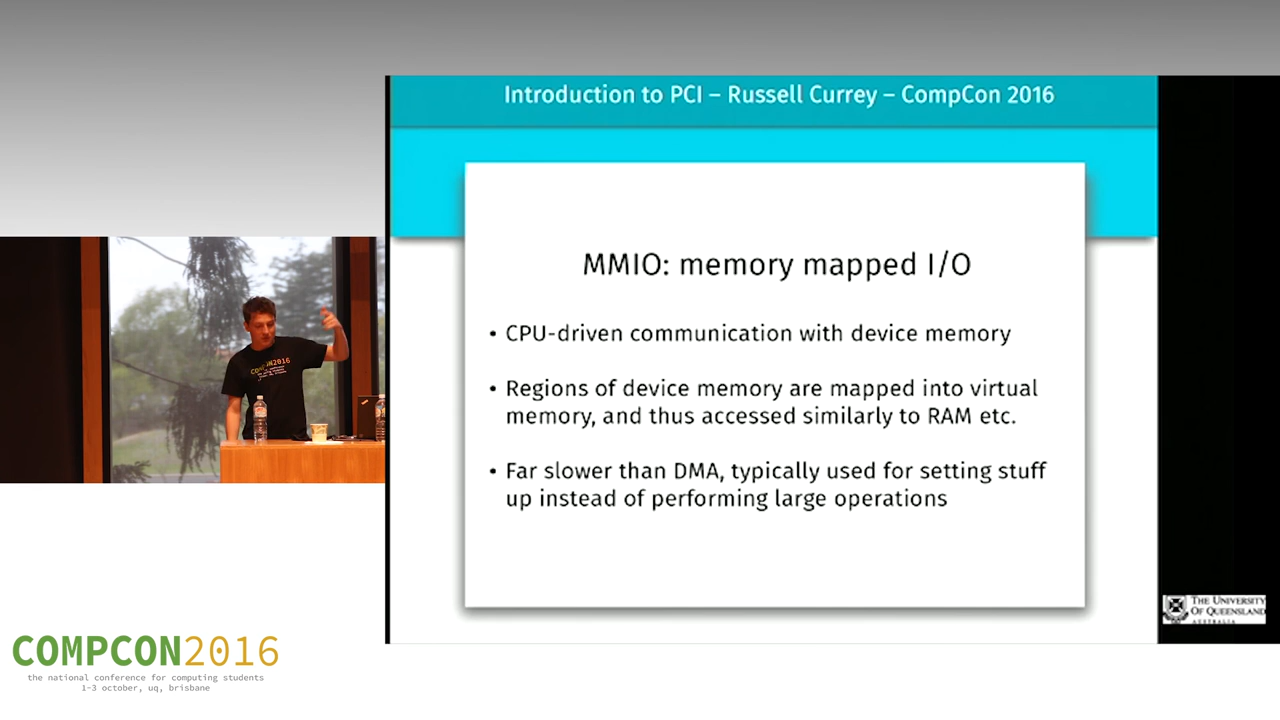 Introduction to PCI – Russell Currey – CompCon 2016
MMIO: memory mapped I/O
• CPU-driven communication with device memory
• Regions of device memory are mapped into virtual
memory, and thus accessed similarly to RAM etc.
• Far slower than DMA, typically used for setting stuff
up instead of performing large operations
COMPCON2016
THE UNIVERSITY
OF QUEENSLAND
AUSTRALIA
COMPCON2016
the national conference for computing students
1-3 october, uq, brisbane